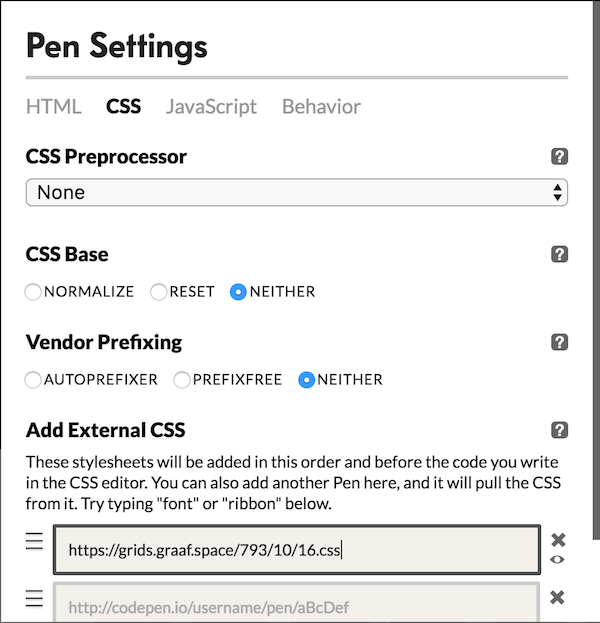 Pen Settings
HTML CSS JavaScript Behavior
CSS Preprocessor ?
None
CSS Base ?
NORMALIZE RESET NEITHER
Vendor Prefixing ?
AUTOPREFIXER PREFIXFREE NEITHER
Add External CSS ?
These stylesheets will be added in this order and before the code you write
in the CSS editor. You can also add another Pen here, and it will pull the CSS
from it. Try typing "font" or "ribbon" below.
https://grids.graaf.space/793/10/16.css
http://codepen.io/username/pen/aBcDef